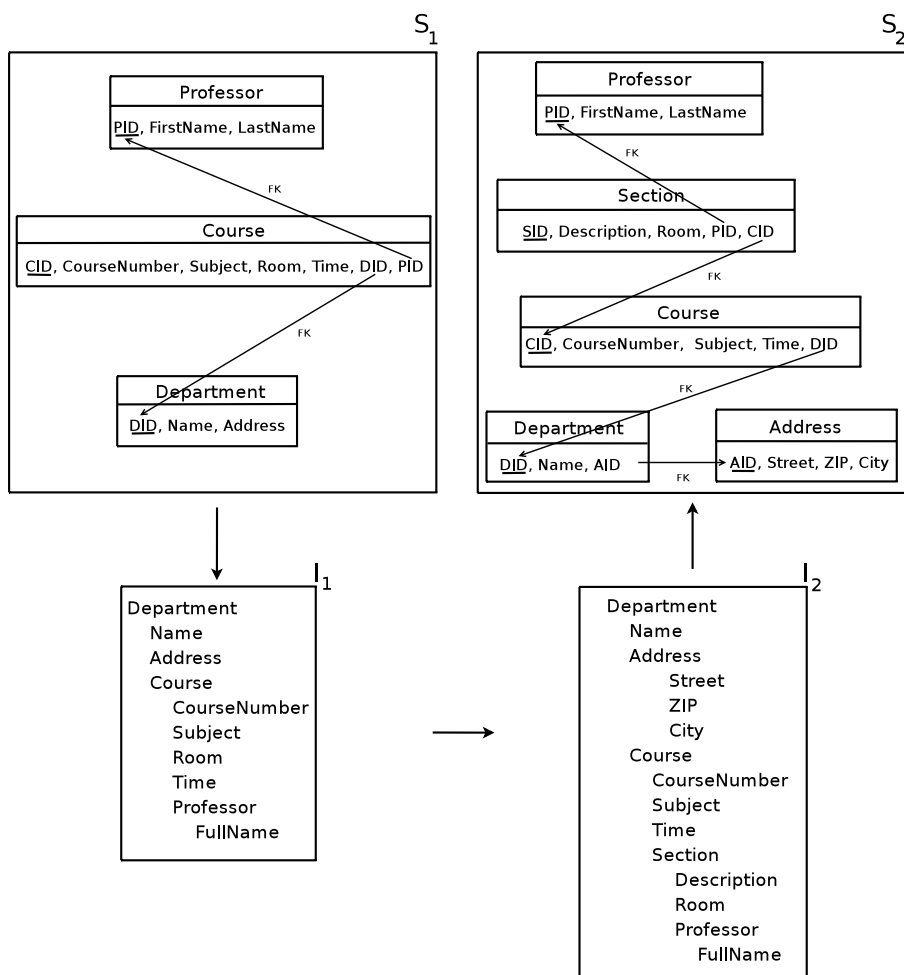 S1
Professor
PID, FirstName, LastName
FK
Course
CID, CourseNumber, Subject, Room, Time, DID, PID
FK
Department
DID, Name, Address
S2
Professor
PID, FirstName, LastName
FK
Section
SID, Description, Room, PID, CID
FK
Course
CID, CourseNumber, Subject, Time, DID
FK
Department
DID, Name, AID
FK
Address
AID, Street, ZIP, City
I1
Department
Name
Address
Course
CourseNumber
Subject
Room
Time
Professor
FullName
I2
Department
Name
Address
Street
ZIP
City
Course
CourseNumber
Subject
Time
Section
Description
Room
Professor
FullName